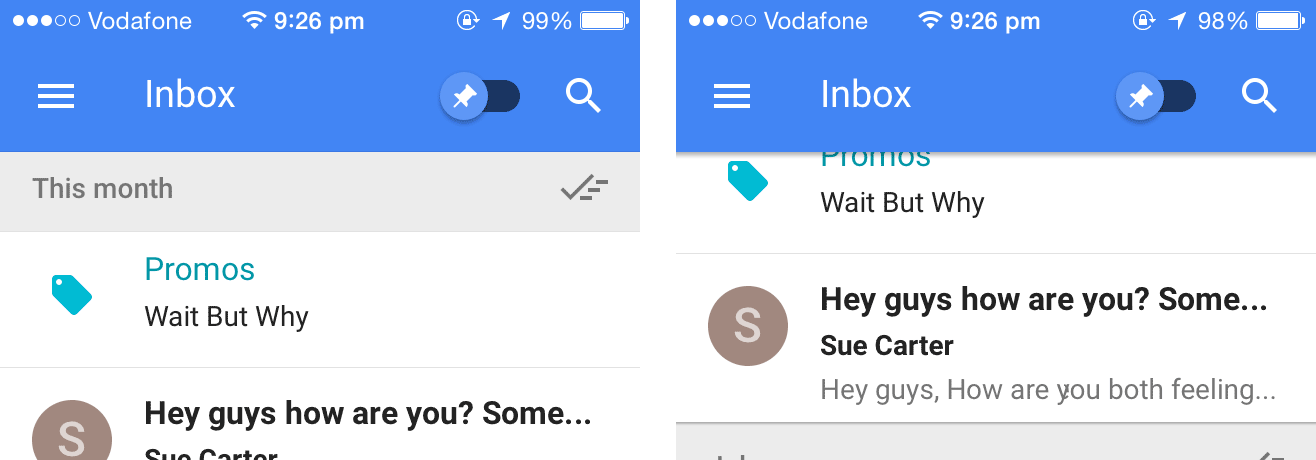 Vodafone 9:26 pm 99%
Inbox
This month
Promos
Wait But Why
S
Hey guys how are you? Some...
Sue Carter
Vodafone 9:26 pm 98%
Inbox
Promos
Wait But Why
S
Hey guys how are you? Some...
Sue Carter
Hey guys, How are you both feeling...